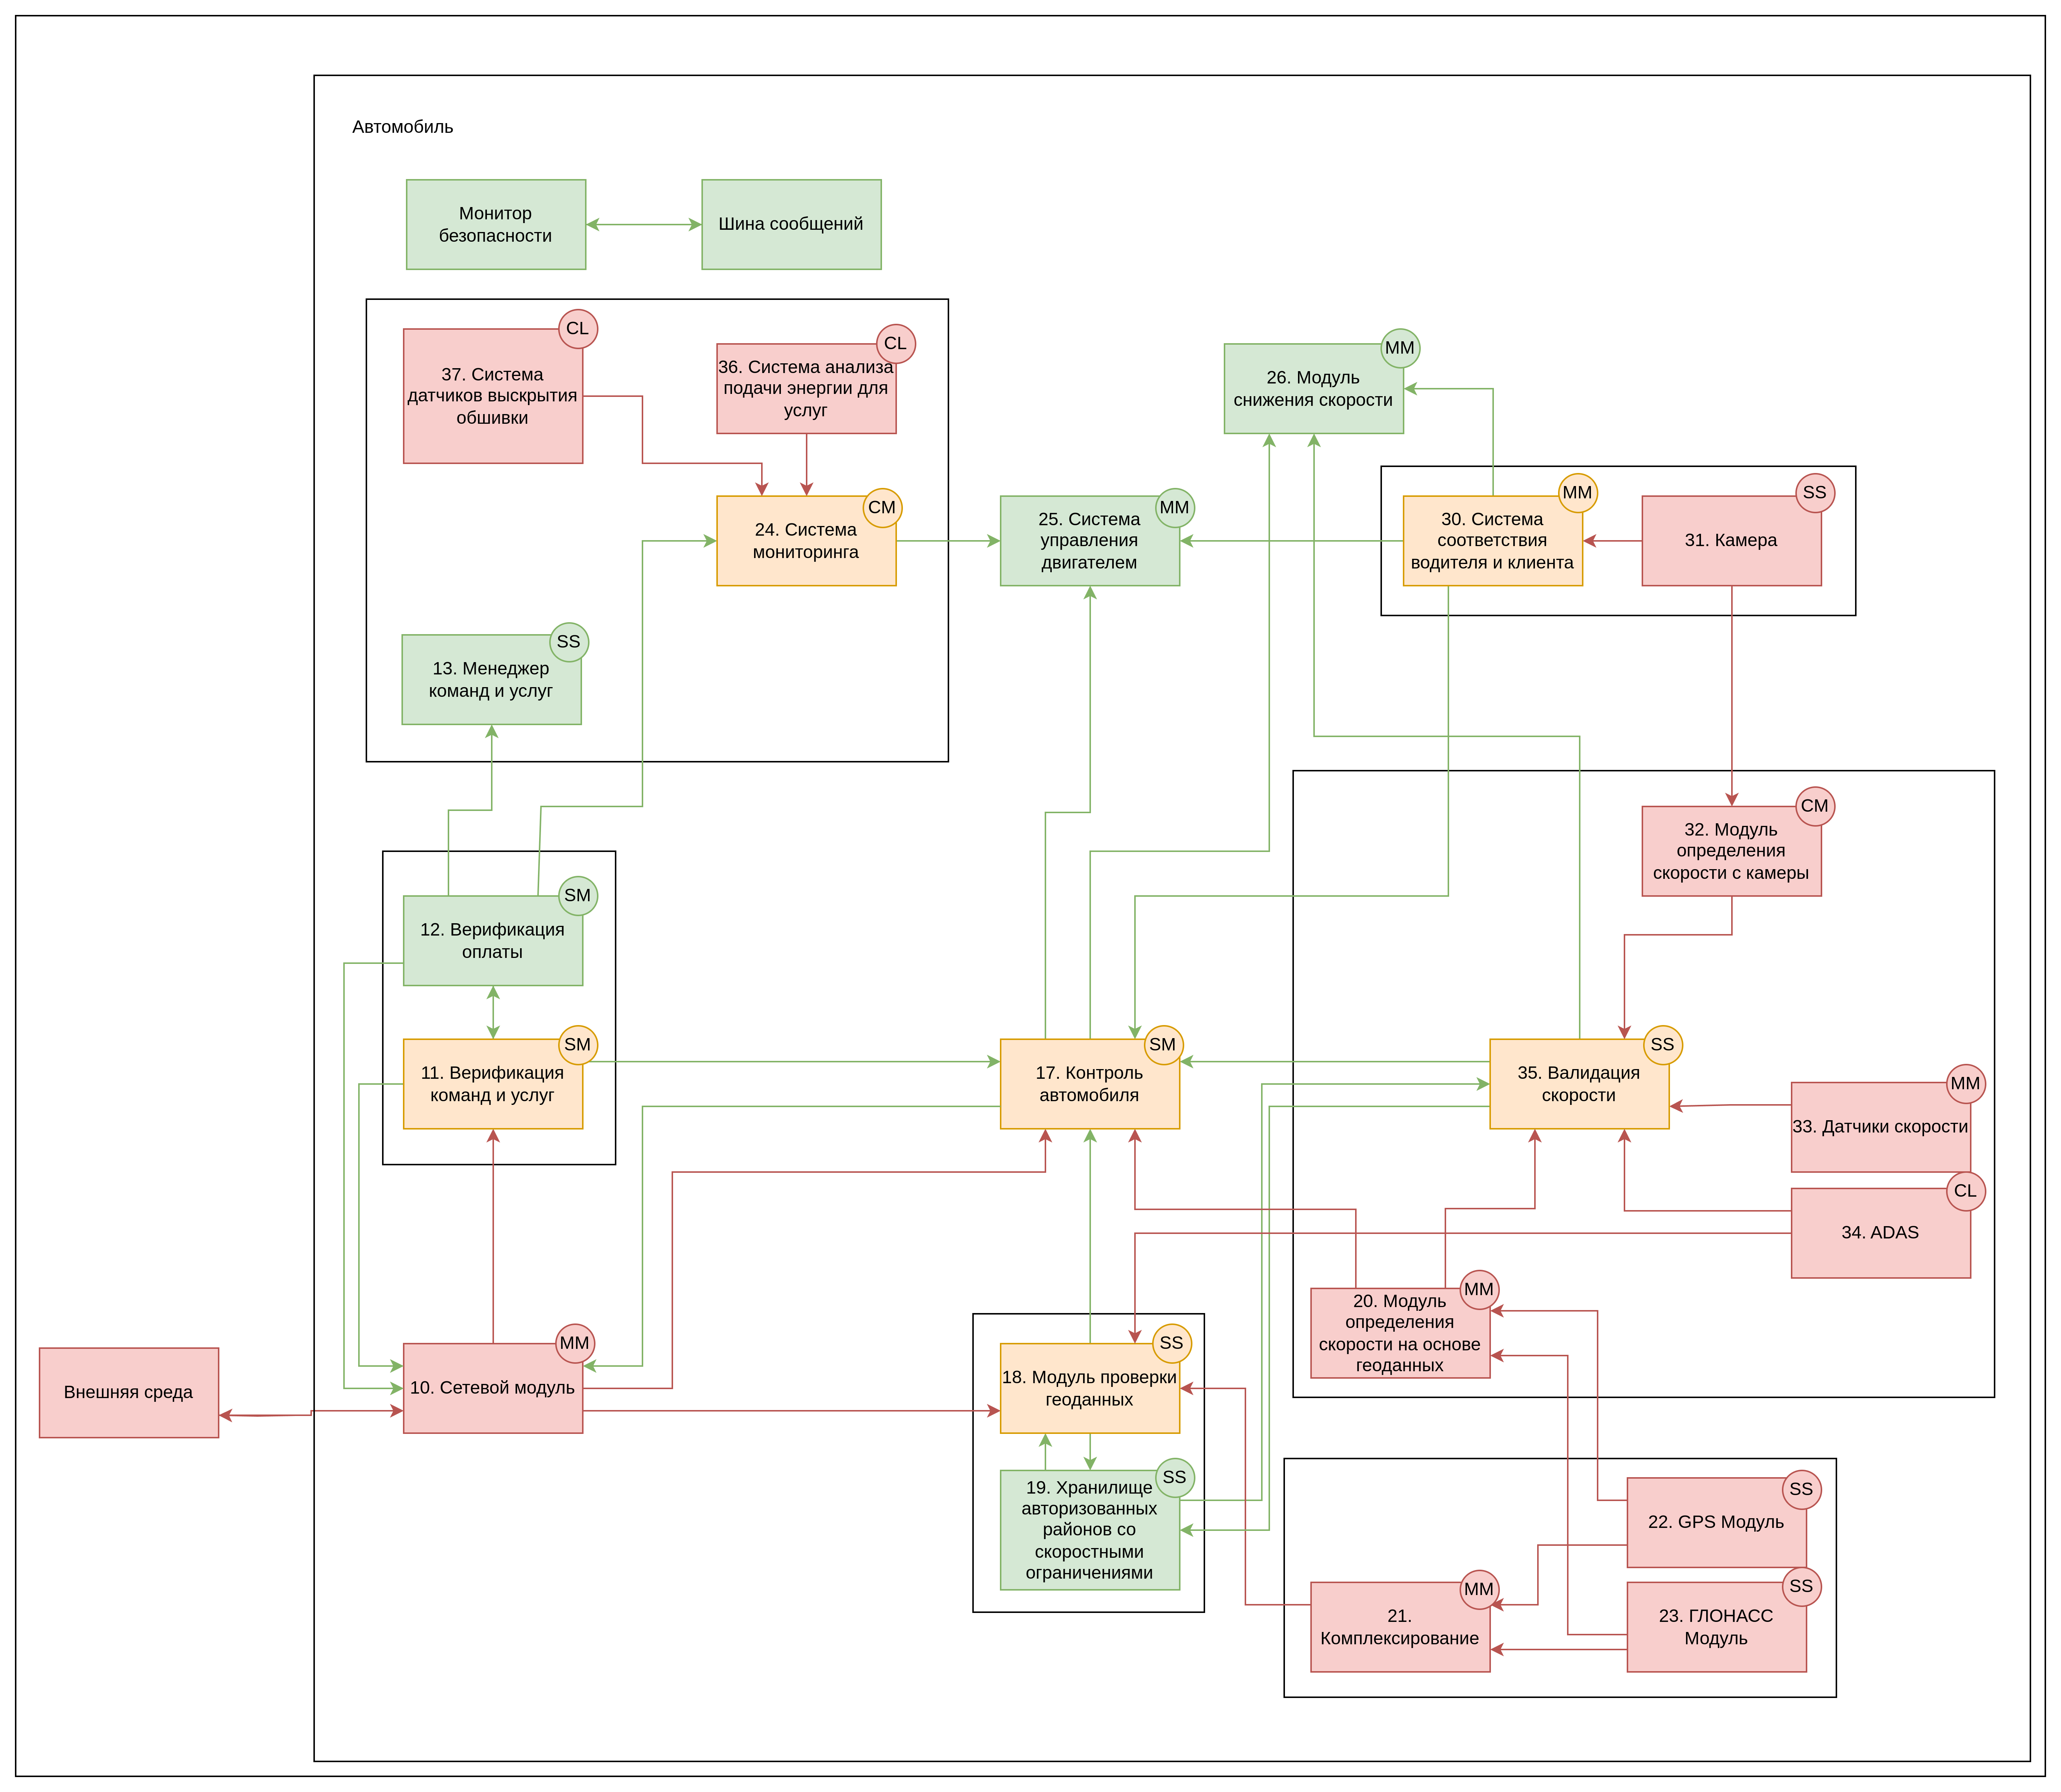 Автомобиль
Монитор
безопасности
Шина сообщений
CL
37. Система
датчиков выскрытия
обшивки
CL
36. Система анализа
подачи энергии для
услуг
MM
26. Модуль
снижения скорости
CM
24. Система
мониторинга
MM
25. Система
управления
двигателем
MM
30. Система
соответствия
водителя и клиента
SS
31. Камера
SS
13. Менеджер
команд и услуг
CM
32. Модуль
определения
скорости с камеры
SM
12. Верификация
оплаты
SM
11. Верификация
команд и услуг
SM
17. Контроль
автомобиля
SS
35. Валидация
скорости
MM
33. Датчики скорости
CL
34. ADAS
MM
20. Модуль
определения
скорости на основе
геоданных
Внешняя среда
MM
10. Сетевой модуль
SS
18. Модуль проверки
геоданных
SS
19. Хранилище
авторизованных
районов со
скоростными
ограничениями
SS
22. GPS Модуль
MM
21.
Комплексирование
SS
23. ГЛОНАСС
Модуль